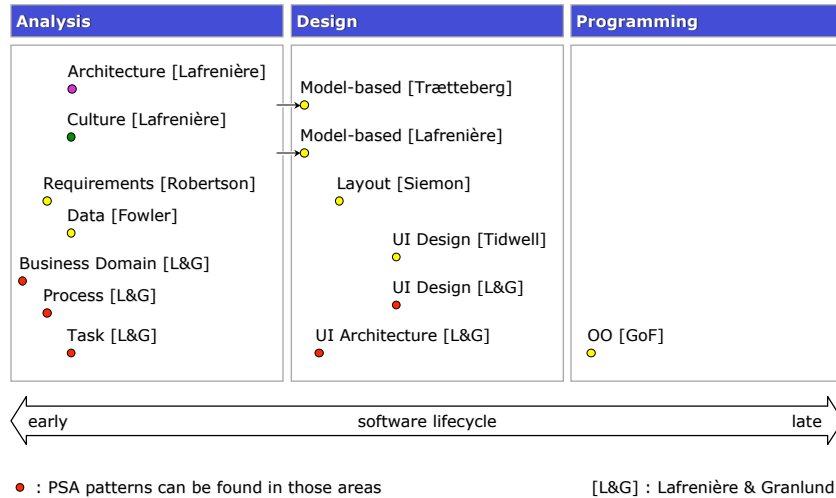 Analysis
Design
Programming
Architecture [Lafrenière]
Culture [Lafrenière]
Requirements [Robertson]
Data [Fowler]
Business Domain [L&G]
Process [L&G]
Task [L&G]
Model-based [Trætteberg]
Model-based [Lafrenière]
Layout [Siemon]
UI Design [Tidwell]
UI Design [L&G]
UI Architecture [L&G]
OO [GoF]
early software lifecycle late
: PSA patterns can be found in those areas
[L&G] : Lafrenière & Granlund